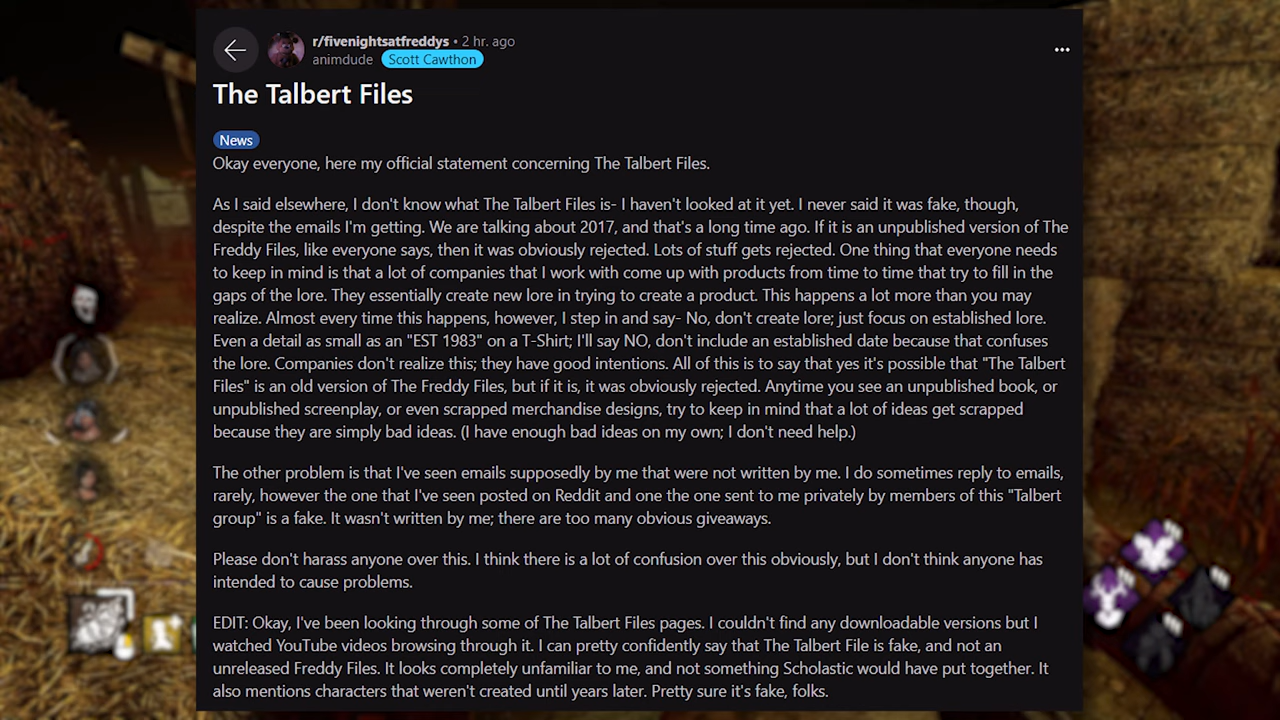 r/fivenightsatfreddys • 2 hr. ago
animdude Scott Cawthon
The Talbert Files
News
Okay everyone, here my official statement concerning The Talbert Files.
As I said elsewhere, I don't know what The Talbert Files is- I haven't looked at it yet. I never said it was fake, though,
despite the emails I'm getting. We are talking about 2017, and that's a long time ago. If it is an unpublished version of The
Freddy Files, like everyone says, then it was obviously rejected. Lots of stuff gets rejected. One thing that everyone needs
to keep in mind is that a lot of companies that I work with come up with products from time to time that try to fill in the
gaps of the lore. They essentially create new lore in trying to create a product. This happens a lot more than you may
realize. Almost every time this happens, however, I step in and say- No, don't create lore; just focus on established lore.
Even a detail as small as an "EST 1983" on a T-Shirt; I'll say NO, don't include an established date because that confuses
the lore. Companies don't realize this; they have good intentions. All of this is to say that yes it's possible that "The Talbert
Files" is an old version of The Freddy Files, but if it is, it was obviously rejected. Anytime you see an unpublished book, or
unpublished screenplay, or even scrapped merchandise designs, try to keep in mind that a lot of ideas get scrapped
because they are simply bad ideas. (I have enough bad ideas on my own; I don't need help.)
The other problem is that I've seen emails supposedly by me that were not written by me. I do sometimes reply to emails,
rarely, however the one that I've seen posted on Reddit and one the one sent to me privately by members of this "Talbert
group" is a fake. It wasn't written by me; there are too many obvious giveaways.
Please don't harass anyone over this. I think there is a lot of confusion over this obviously, but I don't think anyone has
intended to cause problems.
EDIT: Okay, I've been looking through some of The Talbert Files pages. I couldn't find any downloadable versions but I
watched YouTube videos browsing through it. I can pretty confidently say that The Talbert File is fake, and not an
unreleased Freddy Files. It looks completely unfamiliar to me, and not something Scholastic would have put together. It
also mentions characters that weren't created until years later. Pretty sure it's fake, folks.